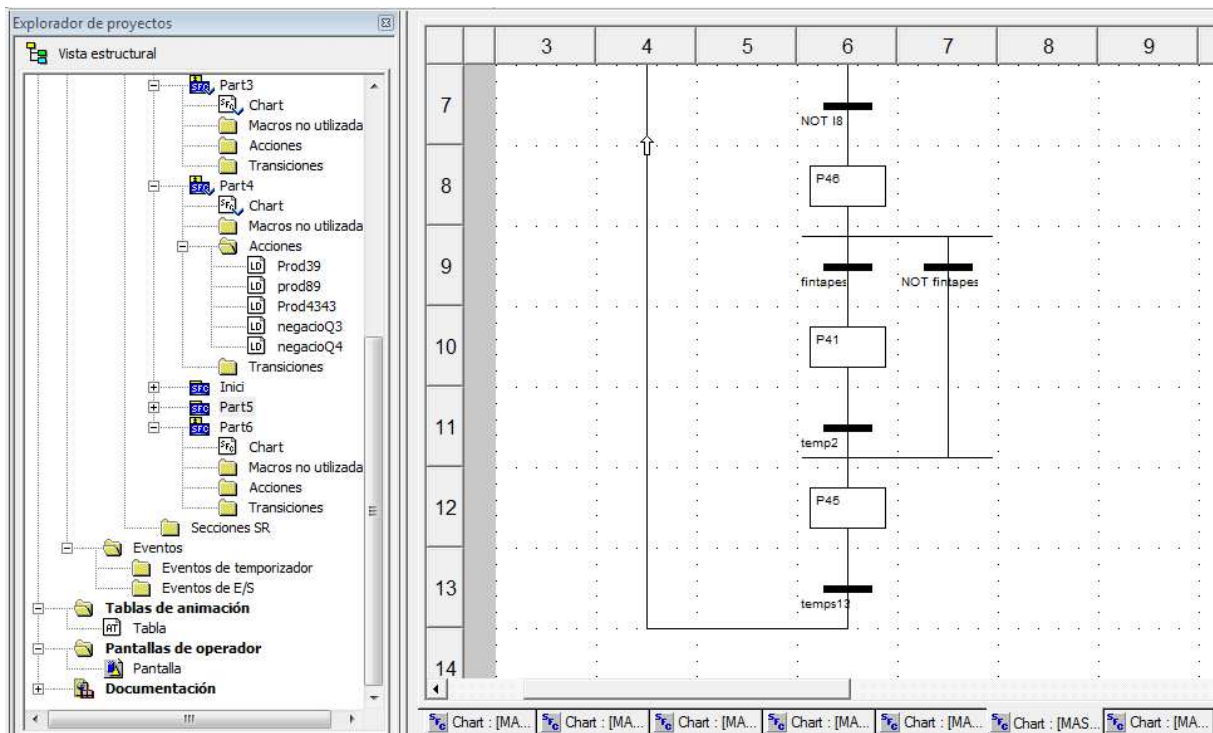 Explorador de proyectos
Vista estructural
Part3
Chart
Macros no utilizada
Acciones
Transiciones
Part4
Chart
Macros no utilizada
Acciones
Prod39
prod89
Prod4343
negacioQ3
negacioQ4
Transiciones
Inici
Part5
Part6
Chart
Macros no utilizada
Acciones
Transiciones
Secciones SR
Eventos
Eventos de temporizador
Eventos de E/S
Tablas de animación
Tabla
Pantallas de operador
Pantalla
Documentación
3 4 5 6 7 8 9
7
NOT I8
8
P46
9
fintapes NOT fintapes
10
P41
11
temp2
12
P45
13
temps13
14
Chart : [MA... Chart : [MA... Chart : [MA... Chart : [MA... Chart : [MA... Chart : [MAS... Chart : [MA...